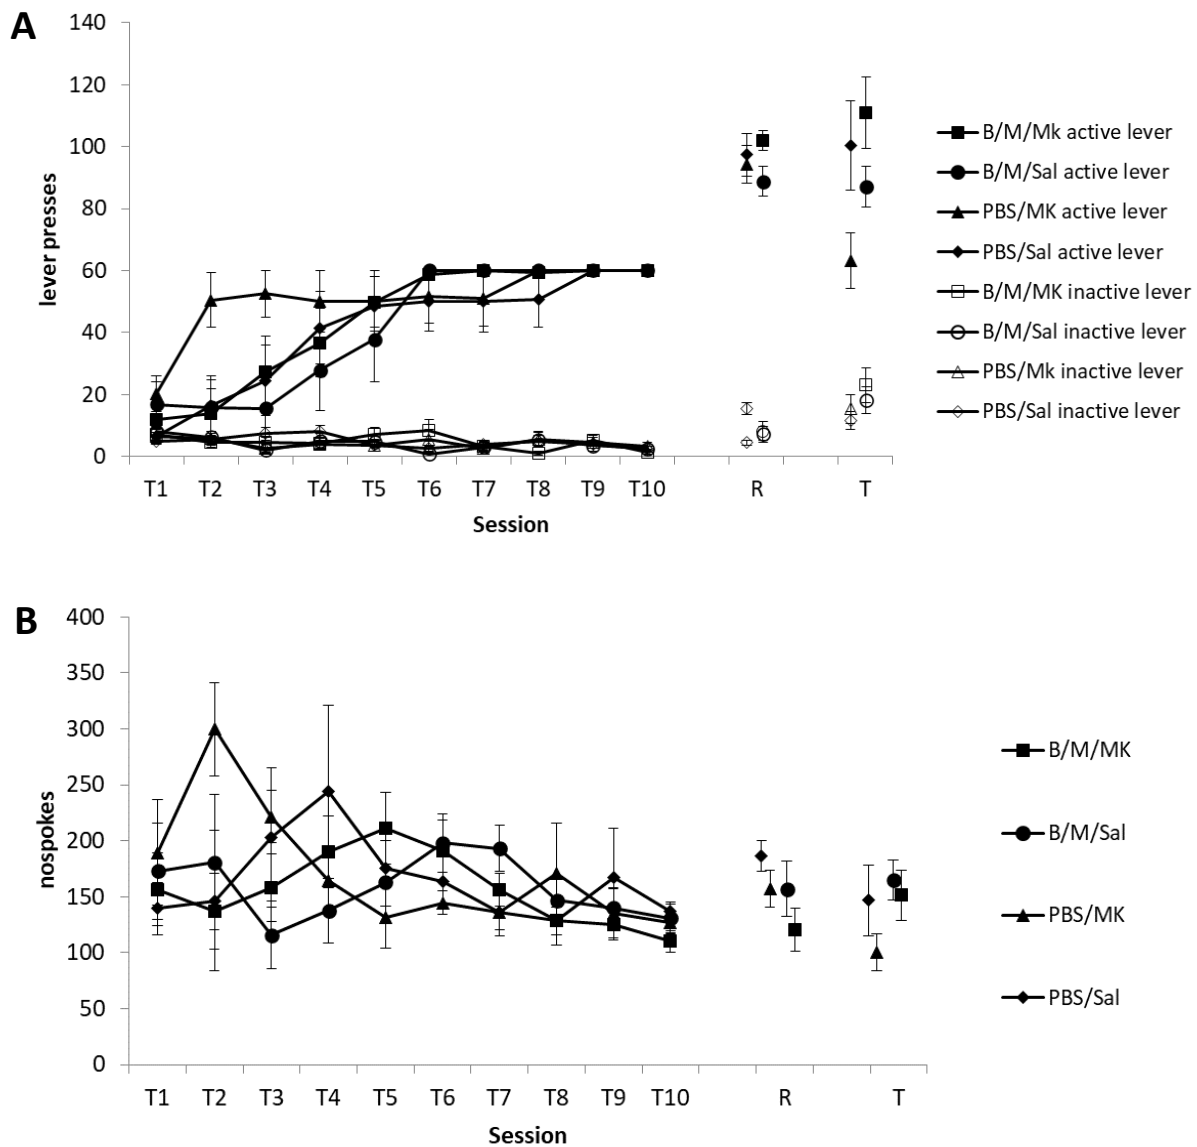 A
140
120
100
80
60
40
20
0
lever presses
T1 T2 T3 T4 T5 T6 T7 T8 T9 T10 R T
Session
B/M/Mk active lever
B/M/Sal active lever
PBS/MK active lever
PBS/Sal active lever
B/M/MK inactive lever
B/M/Sal inactive lever
PBS/Mk inactive lever
PBS/Sal inactive lever
B
400
350
300
250
200
150
100
50
0
nospokes
T1 T2 T3 T4 T5 T6 T7 T8 T9 T10 R T
Session
B/M/MK
B/M/Sal
PBS/MK
PBS/Sal